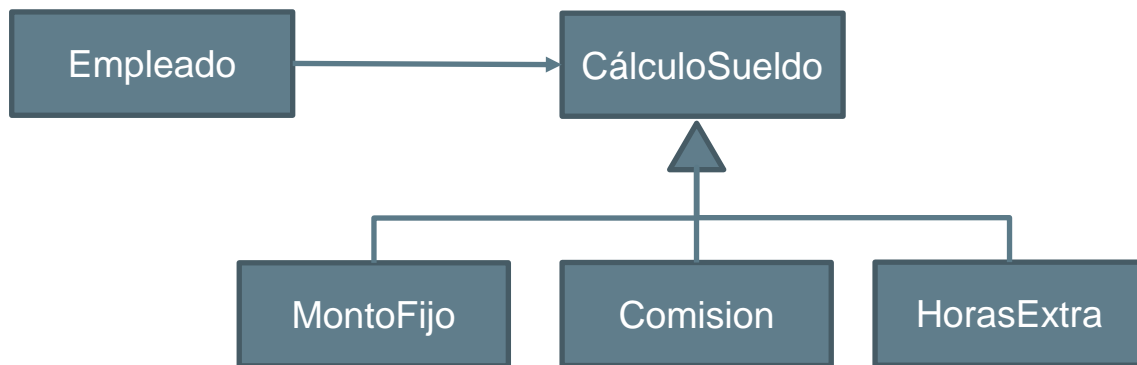 Empleado
CálculoSueldo
MontoFijo
Comision
HorasExtra